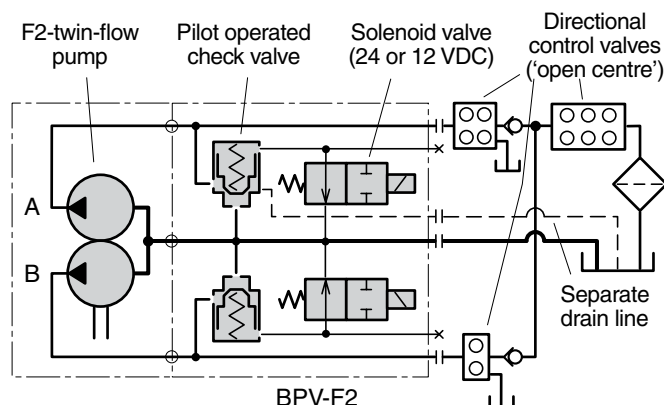 F2-twin-flow
pump
Pilot operated
check valve
Solenoid valve
(24 or 12 VDC)
Directional
control valves
(‘open centre’)
A
B
Separate
drain line
BPV-F2